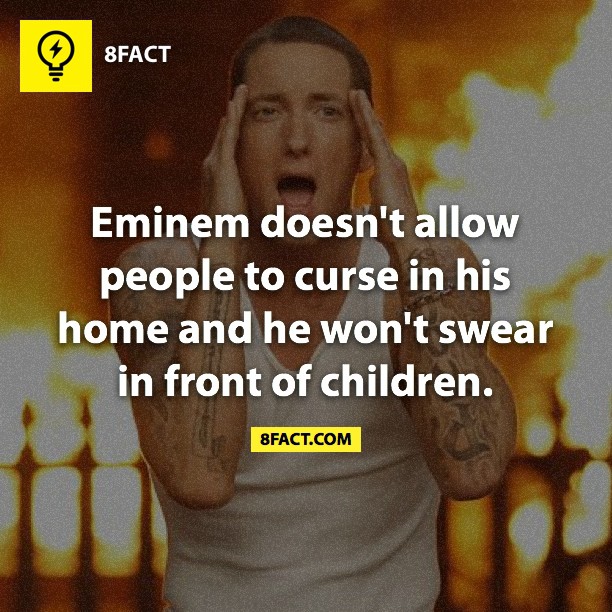 8FACT
Eminem doesn't allow
people to curse in his
home and he won't swear
in front of children.
8FACT.COM